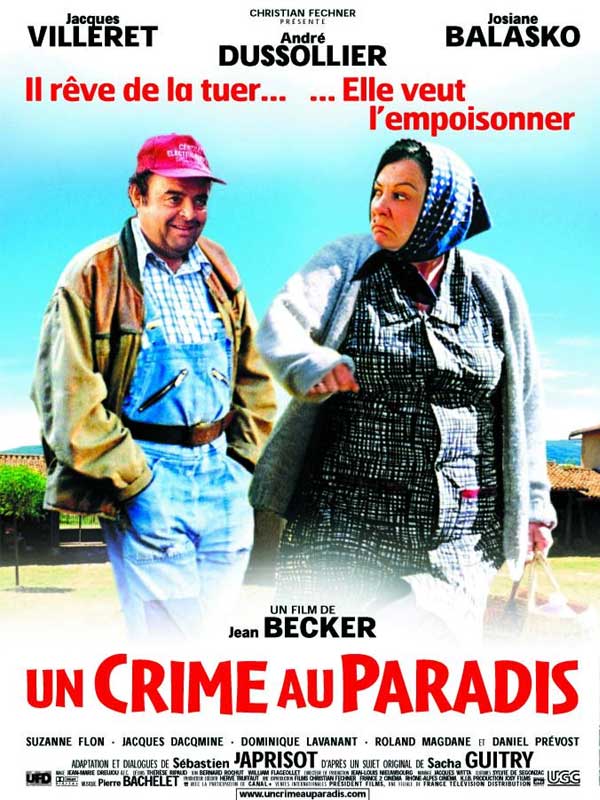 CHRISTIAN FECHNER
PRÉSENTE
Jacques VILLERET
André DUSSOLLIER
Josiane BALASKO
Il rêve de la tuer... ... Elle veut
l'empoisonner
UN FILM DE
Jean BECKER
UN CRIME AU PARADIS
SUZANNE FLON - JACQUES DACQMINE - DOMINIQUE LAVANANT - ROLAND MAGDANE ET DANIEL PRÉVOST
ADAPTATION ET DIALOGUES DE Sébastien JAPRISOT D'APRÈS UN SUJET ORIGINAL DE Sacha GUITRY
MUSIQUE Pierre BACHELET
UFD
UGC
www.uncrimeauparadis.com